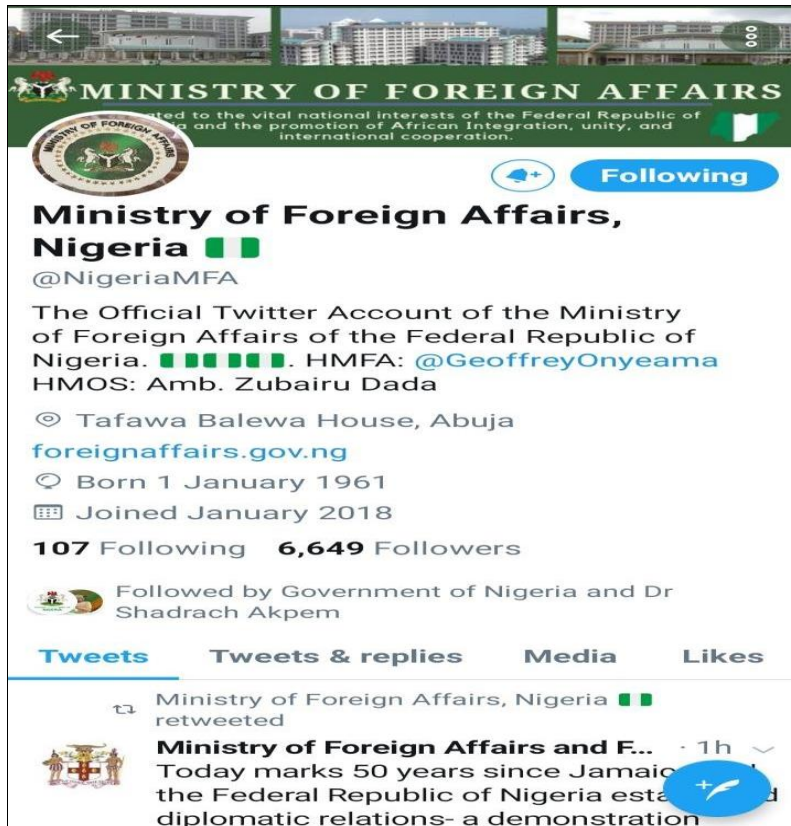 MINISTRY OF FOREIGN AFFAIRS
to the vital national interests of the Federal Republic of
and the promotion of African Integration, unity, and
international cooperation.
MINISTRY OF FOREIGN AFFAIRS
Following
Ministry of Foreign Affairs,
Nigeria 🇳🇬
@NigeriaMFA
The Official Twitter Account of the Ministry
of Foreign Affairs of the Federal Republic of
Nigeria. 🇳🇬🇳🇬🇳🇬. HMFA: @GeoffreyOnyeama
HMOS: Amb. Zubairu Dada
Tafawa Balewa House, Abuja
foreignaffairs.gov.ng
Born 1 January 1961
Joined January 2018
107 Following 6,649 Followers
Followed by Government of Nigeria and Dr
Shadrach Akpem
Tweets Tweets & replies Media Likes
Ministry of Foreign Affairs, Nigeria 🇳🇬
retweeted
Ministry of Foreign Affairs and F... · 1h
Today marks 50 years since
the Federal Republic of Nigeria
diplomatic relations- a demonstration